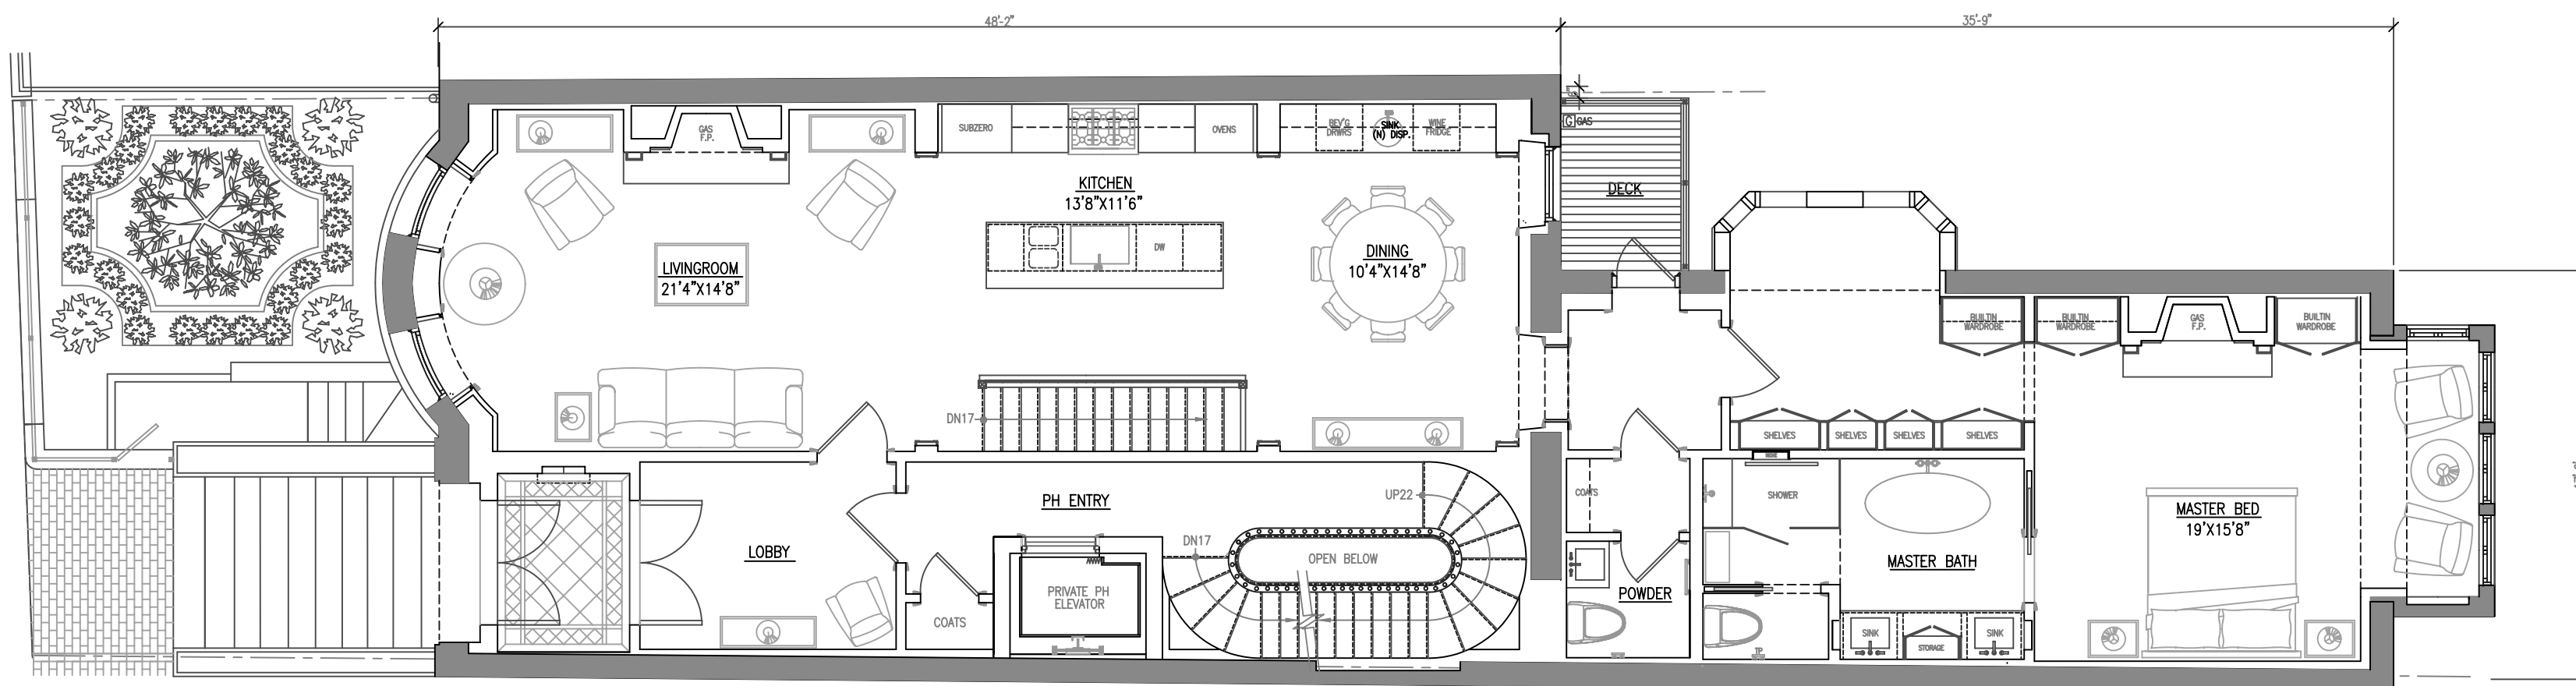 48'-2"
35'-9"
GAS
F.P.
SUBZERO
OVENS
BEV'G
DRWRS
SINK
(N) DISP.
WINE
FRIDGE
G GAS
DECK
KITCHEN
13'8"X11'6"
DW
LIVINGROOM
21'4"X14'8"
DINING
10'4"X14'8"
BUILTIN
WARDROBE
BUILTIN
WARDROBE
GAS
F.P.
BUILTIN
WARDROBE
DN17
SHELVES
SHELVES
SHELVES
SHELVES
PH ENTRY
UP22
COATS
SHOWER
LOBBY
DN17
OPEN BELOW
MASTER BATH
MASTER BED
19'X15'8"
PRIVATE PH
ELEVATOR
POWDER
COATS
SINK
STORAGE
SINK
TP